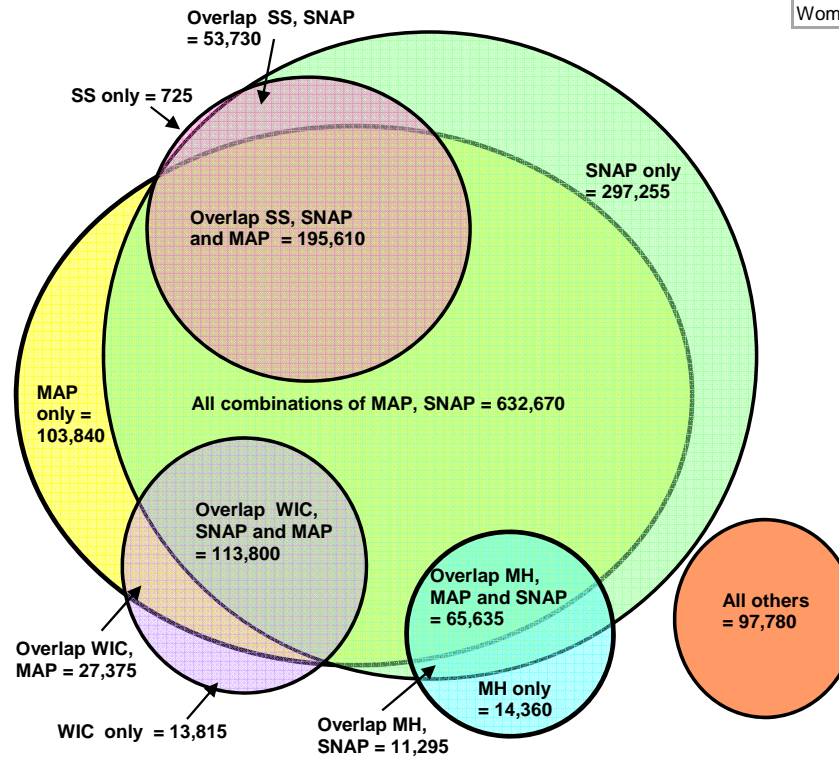 Wom
Overlap SS, SNAP
= 53,730
SS only = 725
SNAP only
= 297,255
Overlap SS, SNAP
and MAP = 195,610
MAP
only =
103,840
All combinations of MAP, SNAP = 632,670
Overlap WIC,
SNAP and MAP
= 113,800
Overlap MH,
MAP and SNAP
= 65,635
All others
= 97,780
Overlap WIC,
MAP = 27,375
MH only
= 14,360
WIC only = 13,815
Overlap MH,
SNAP = 11,295